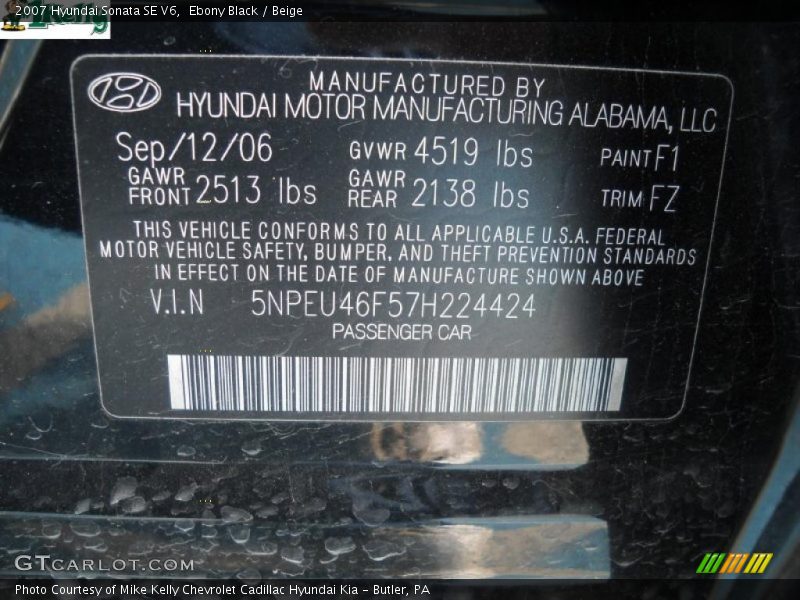 2007 Hyundai Sonata SE V6, Ebony Black / Beige
MANUFACTURED BY
HYUNDAI MOTOR MANUFACTURING ALABAMA, LLC
Sep/12/06 GVWR 4519 lbs PAINT F1
GAWR FRONT 2513 lbs GAWR REAR 2138 lbs TRIM FZ
THIS VEHICLE CONFORMS TO ALL APPLICABLE U.S.A. FEDERAL
MOTOR VEHICLE SAFETY, BUMPER, AND THEFT PREVENTION STANDARDS
IN EFFECT ON THE DATE OF MANUFACTURE SHOWN ABOVE
V.I.N 5NPEU46F57H224424
PASSENGER CAR
GTCARLOT.COM
Photo Courtesy of Mike Kelly Chevrolet Cadillac Hyundai Kia – Butler, PA